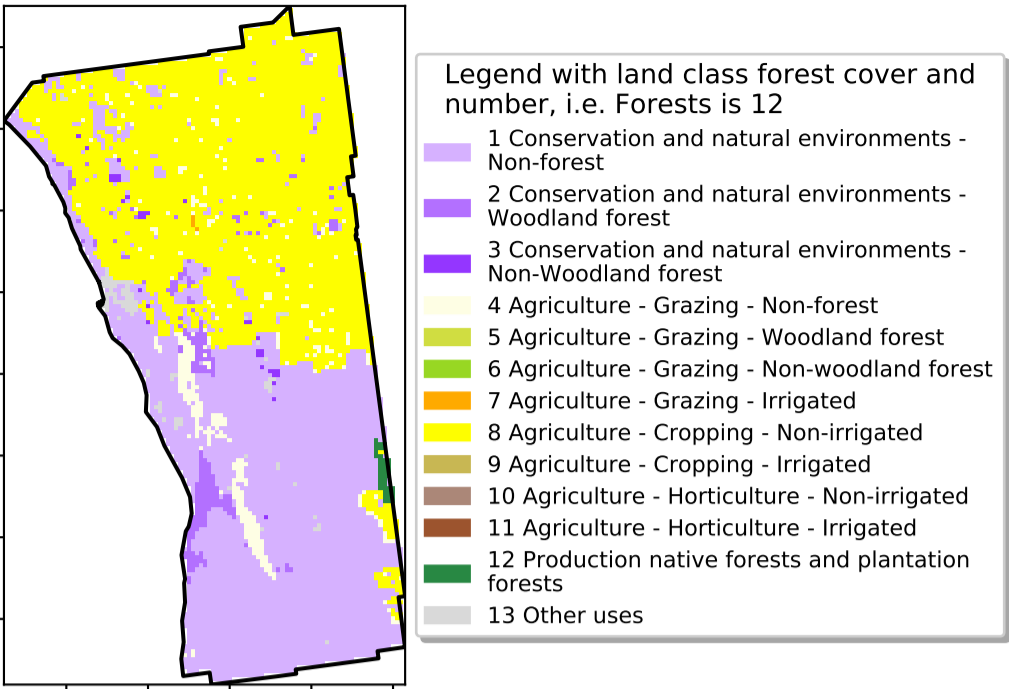 Legend with land class forest cover and
number, i.e. Forests is 12
1 Conservation and natural environments -
Non-forest
2 Conservation and natural environments -
Woodland forest
3 Conservation and natural environments -
Non-Woodland forest
4 Agriculture - Grazing - Non-forest
5 Agriculture - Grazing - Woodland forest
6 Agriculture - Grazing - Non-woodland forest
7 Agriculture - Grazing - Irrigated
8 Agriculture - Cropping - Non-irrigated
9 Agriculture - Cropping - Irrigated
10 Agriculture - Horticulture - Non-irrigated
11 Agriculture - Horticulture - Irrigated
12 Production native forests and plantation
forests
13 Other uses